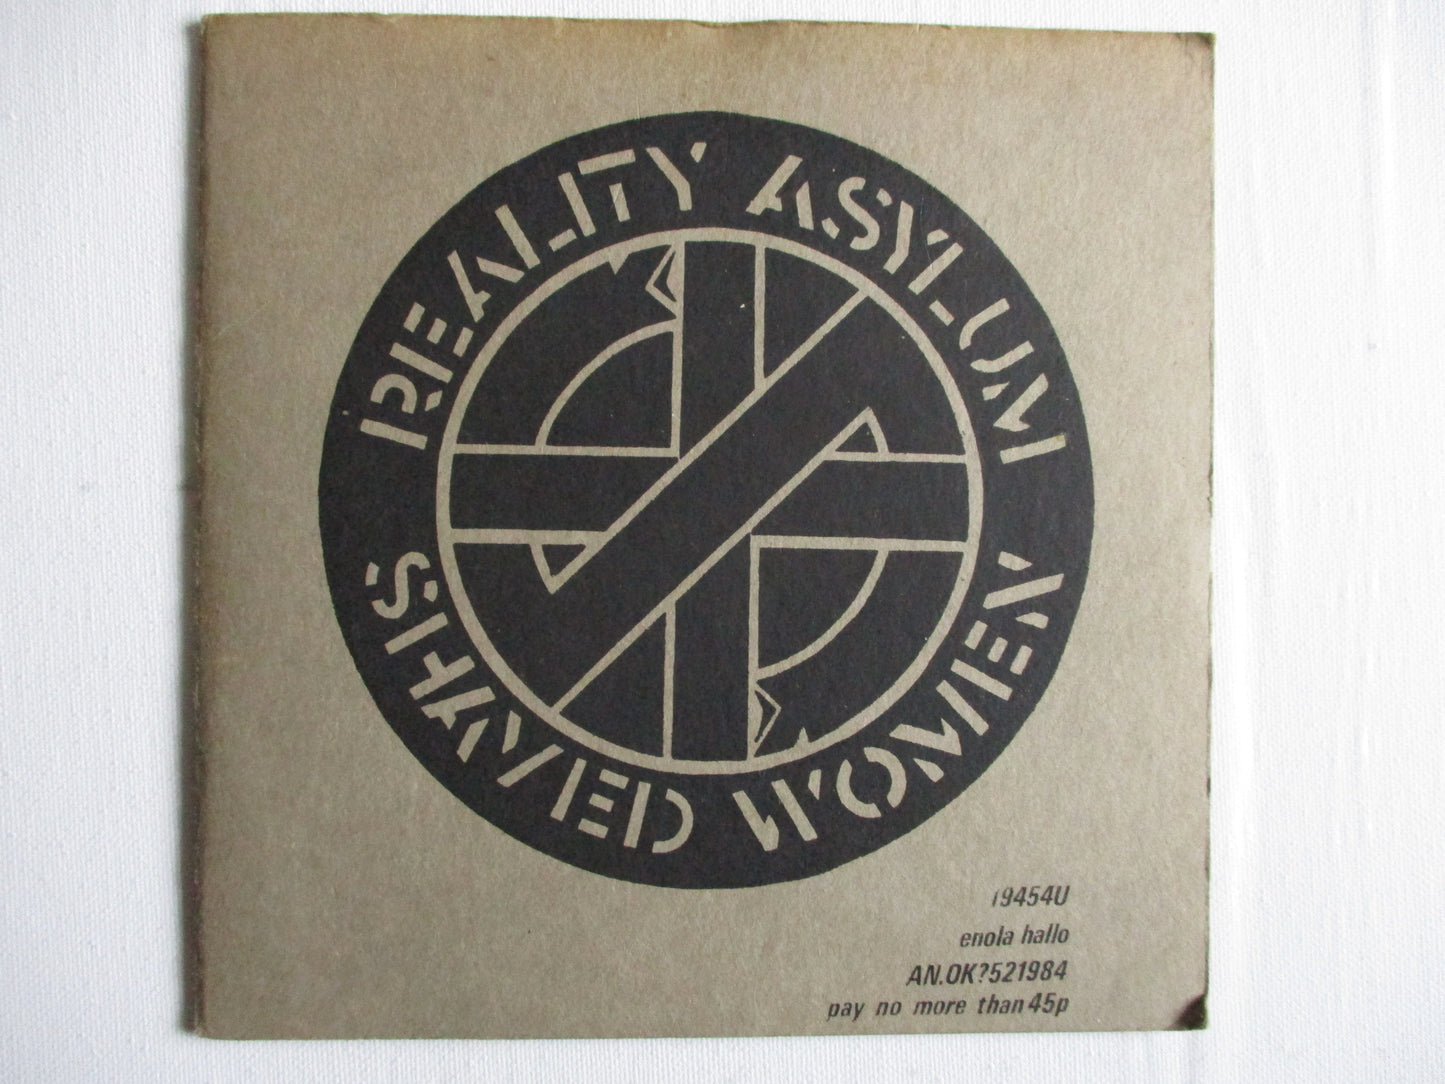 REALITY ASYLUM
SHAVED WOMEN
19454U
enola hallo
AN.OK?521984
pay no more than 45p